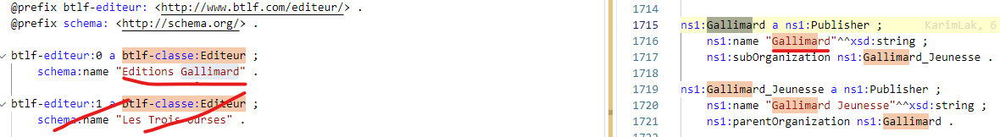 @prefix btlf-editeur: <http://www.btlf.com/editeur/> .
@prefix schema: <http://schema.org/> .
btlf-editeur:0 a btlf-classe:Editeur ;
schema:name "Editions Gallimard" .
btlf-editeur:1 a btlf-classe:Editeur ;
schema:name "Les Trois ourses" .
1714
1715 ns1:Gallimard a ns1:Publisher ; KarimLak, 6
1716 ns1:name "Gallimard"^^xsd:string ;
1717 ns1:subOrganization ns1:Gallimard_Jeunesse .
1718
1719 ns1:Gallimard_Jeunesse a ns1:Publisher ;
1720 ns1:name "Gallimard Jeunesse"^^xsd:string ;
1721 ns1:parentOrganization ns1:Gallimard .